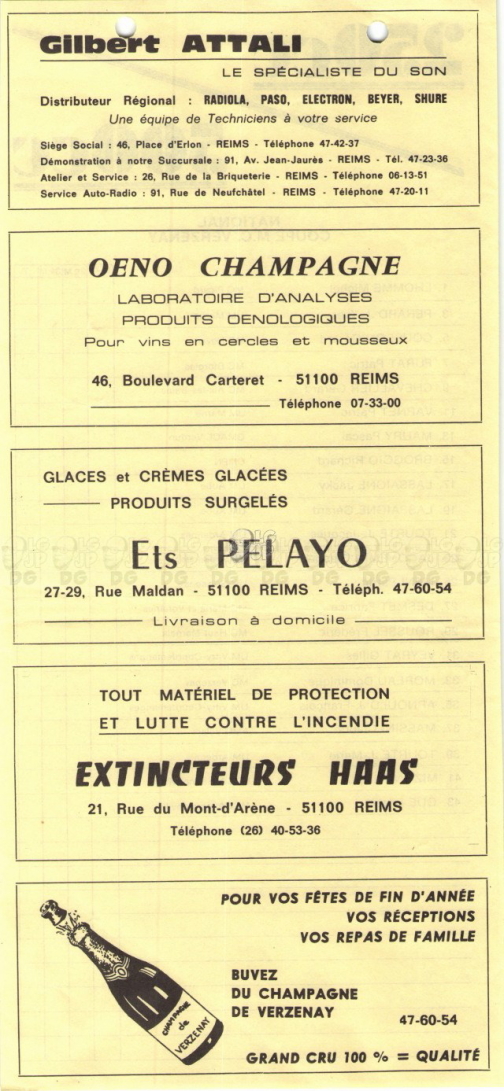 Gilbert ATTALI
LE SPÉCIALISTE DU SON
Distributeur Régional : RADIOLA, PASO, ELECTRON, BEYER, SHURE
Une équipe de Techniciens à votre service
Siège Social : 46, Place d'Erlon - REIMS - Téléphone 47-42-37
Démonstration à notre Succursale : 91, Av. Jean-Jaurès - REIMS - Tél. 47-23-36
Atelier et Service : 26, Rue de la Briqueterie - REIMS - Téléphone 06-13-51
Service Auto-Radio : 91, Rue de Neufchâtel - REIMS - Téléphone 47-20-11
OENO CHAMPAGNE
LABORATOIRE D'ANALYSES
PRODUITS OENOLOGIQUES
Pour vins en cercles et mousseux
46, Boulevard Carteret - 51100 REIMS
Téléphone 07-33-00
GLACES et CRÈMES GLACÉES
PRODUITS SURGELÉS
Ets PELAYO
27-29, Rue Maldan - 51100 REIMS - Téléph. 47-60-54
Livraison à domicile
TOUT MATÉRIEL DE PROTECTION
ET LUTTE CONTRE L'INCENDIE
EXTINCTEURS HAAS
21, Rue du Mont-d'Arène - 51100 REIMS
Téléphone (26) 40-53-36
POUR VOS FÊTES DE FIN D'ANNÉE
VOS RÉCEPTIONS
VOS REPAS DE FAMILLE
BUVEZ
DU CHAMPAGNE
DE VERZENAY
47-60-54
CHAMPAGNE
de
VERZENAY
GRAND CRU 100 % = QUALITÉ